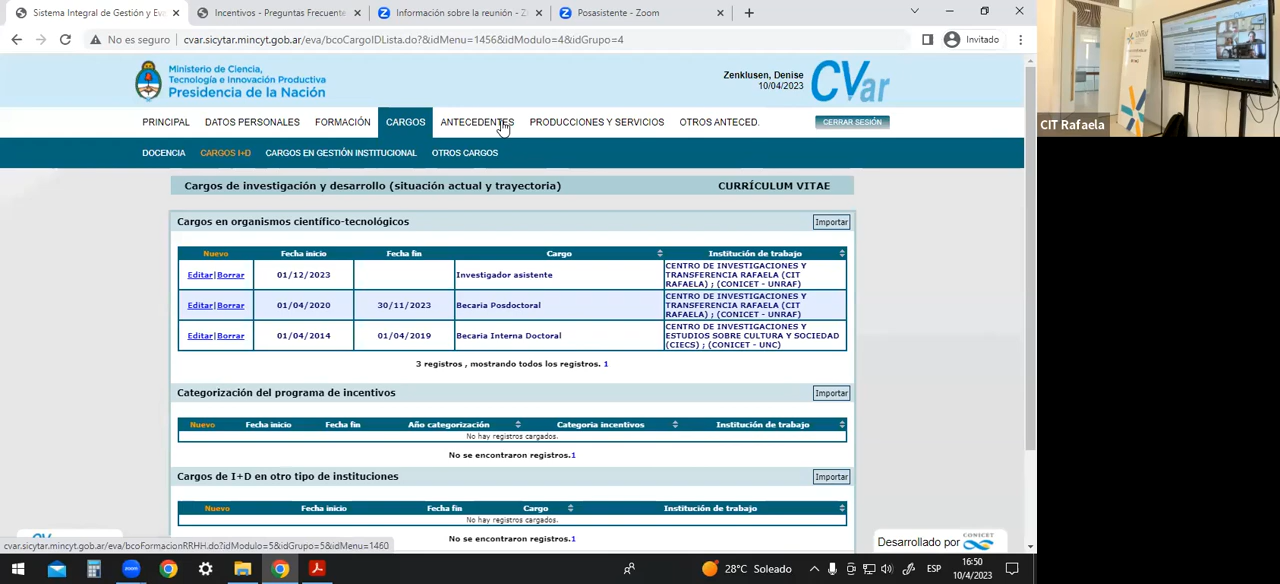 Sistema Integral de Gestión y Eva
Incentivos - Preguntas Frecuente
Información sobre la reunión - Z
Posasistente - Zoom
No es seguro
cvar.sicytar.mincyt.gob.ar/eva/bcoCargoIDLista.do?&idMenu=1456&idModulo=4&idGrupo=4
Invitado
Ministerio de Ciencia,
Tecnología e Innovación Productiva
Presidencia de la Nación
Zenklusen, Denise
10/04/2023
CVar
PRINCIPAL DATOS PERSONALES FORMACIÓN CARGOS ANTECEDENTES PRODUCCIONES Y SERVICIOS OTROS ANTECED.
CERRAR SESIÓN
DOCENCIA CARGOS I+D CARGOS EN GESTIÓN INSTITUCIONAL OTROS CARGOS
Cargos de investigación y desarrollo (situación actual y trayectoria) CURRÍCULUM VITAE
Cargos en organismos científico-tecnológicos Importar
Nuevo Fecha inicio Fecha fin Cargo Institución de trabajo
Editar|Borrar 01/12/2023 Investigador asistente CENTRO DE INVESTIGACIONES Y
TRANSFERENCIA RAFAELA (CIT
RAFAELA) ; (CONICET - UNRAF)
Editar|Borrar 01/04/2020 30/11/2023 Becaria Posdoctoral CENTRO DE INVESTIGACIONES Y
TRANSFERENCIA RAFAELA (CIT
RAFAELA) ; (CONICET - UNRAF)
Editar|Borrar 01/04/2014 01/04/2019 Becaria Interna Doctoral CENTRO DE INVESTIGACIONES Y
ESTUDIOS SOBRE CULTURA Y SOCIEDAD
(CIECS) ; (CONICET - UNC)
3 registros , mostrando todos los registros. 1
Categorización del programa de incentivos Importar
Nuevo Fecha inicio Fecha fin Año categorización Categoria incentivos Institución de trabajo
No hay registros cargados.
No se encontraron registros.1
Cargos de I+D en otro tipo de instituciones Importar
Nuevo Fecha inicio Fecha fin Cargo Institución de trabajo
No hay registros cargados.
No se encontraron registros.1
Desarrollado por CONICET
cvar.sicytar.mincyt.gob.ar/eva/bcoFormacionRRHH.do?idModulo=5&idGrupo=5&idMenu=1460
28°C Soleado
ESP
16:50
10/4/2023
CIT Rafaela
UNRaf